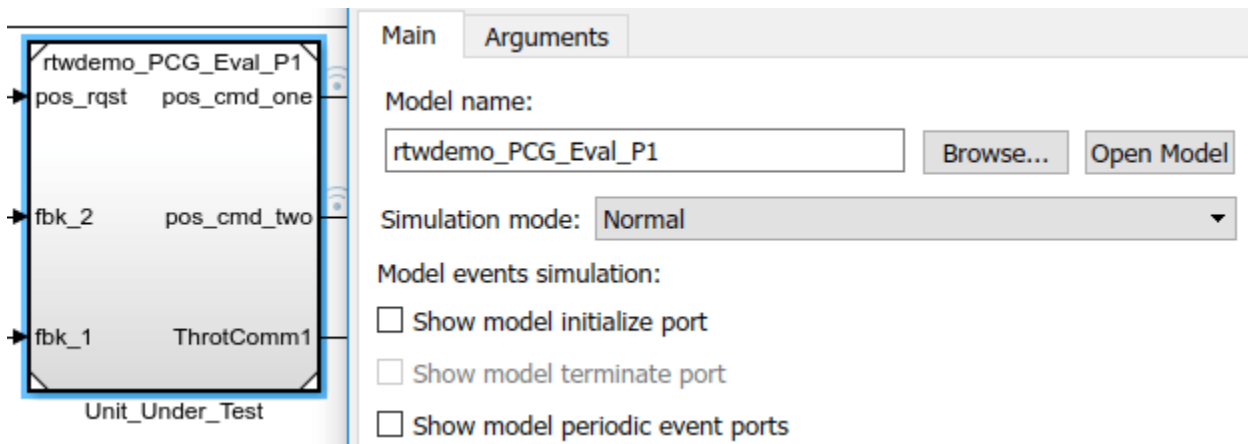 rtwdemo_PCG_Eval_P1
pos_rqst pos_cmd_one
fbk_2 pos_cmd_two
fbk_1 ThrotComm1
Unit_Under_Test
Main Arguments
Model name:
rtwdemo_PCG_Eval_P1 Browse... Open Model
Simulation mode: Normal
Model events simulation:
Show model initialize port
Show model terminate port
Show model periodic event ports